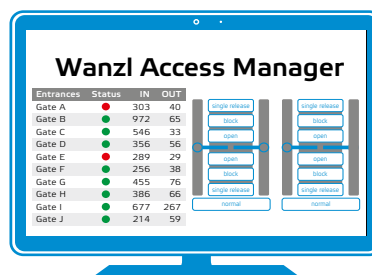 Wanzl Access Manager
Entrances Status IN OUT
Gate A 303 40
Gate B 972 65
Gate C 546 33
Gate D 356 56
Gate E 289 29
Gate F 256 38
Gate G 455 76
Gate H 386 66
Gate I 677 267
Gate J 214 59
single release single release
block block
open open
open open
block block
single release single release
normal normal